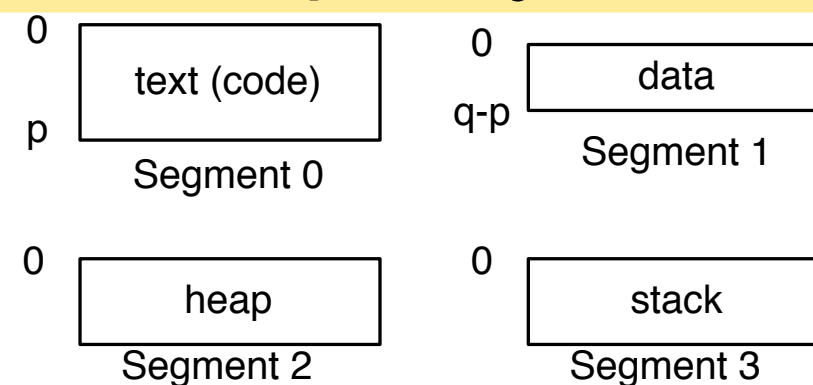 0
text (code)
p
Segment 0
0
data
q-p
Segment 1
0
heap
Segment 2
0
stack
Segment 3